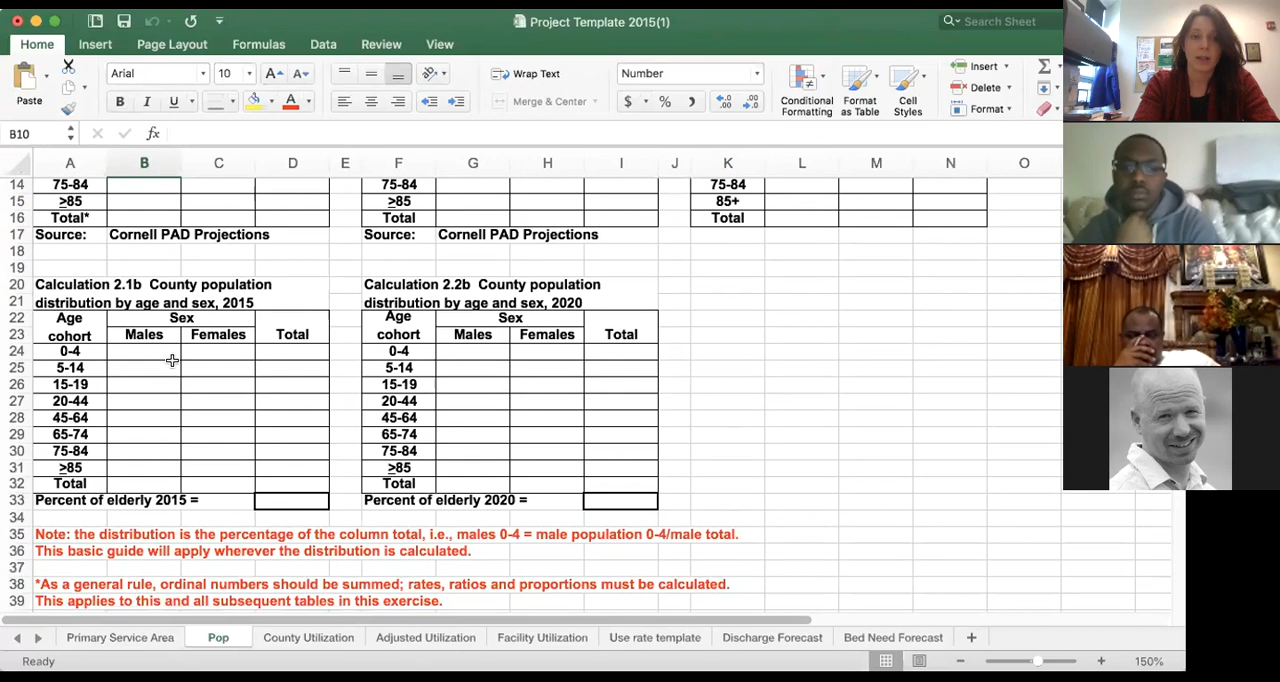 Project Template 2015(1)
Search Sheet
Home Insert Page Layout Formulas Data Review View
Paste
Arial 10
A A
Wrap Text
Number
Conditional Formatting
Format as Table
Cell Styles
Insert
Delete
Format
B I U
A
Merge & Center
$ % )
B10
fx
A B C D E F G H I J K L M N O
14 75-84 75-84 75-84
15 >85 >85 85+
16 Total* Total Total
17 Source: Cornell PAD Projections Source: Cornell PAD Projections
18
19
20 Calculation 2.1b County population Calculation 2.2b County population
21 distribution by age and sex, 2015 distribution by age and sex, 2020
22 Age Sex Age Sex
23 cohort Males Females Total cohort Males Females Total
24 0-4 0-4
25 5-14 5-14
26 15-19 15-19
27 20-44 20-44
28 45-64 45-64
29 65-74 65-74
30 75-84 75-84
31 >85 >85
32 Total Total
33 Percent of elderly 2015 = Percent of elderly 2020 =
34
35 Note: the distribution is the percentage of the column total, i.e., males 0-4 = male population 0-4/male total.
36 This basic guide will apply wherever the distribution is calculated.
37
38 *As a general rule, ordinal numbers should be summed; rates, ratios and proportions must be calculated.
39 This applies to this and all subsequent tables in this exercise.
Primary Service Area Pop County Utilization Adjusted Utilization Facility Utilization Use rate template Discharge Forecast Bed Need Forecast +
Ready
150%